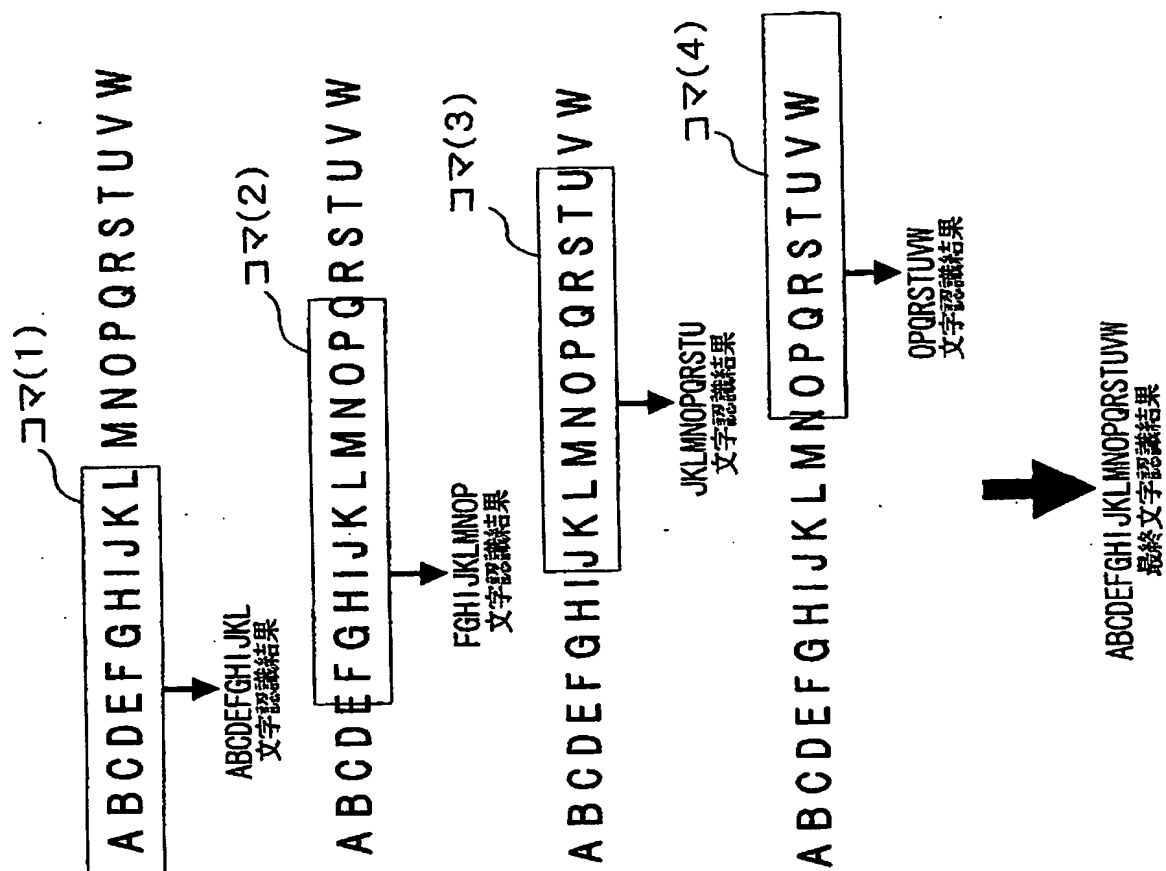 コマ(1)
ABCDEFGHIJKL MNOPQRSTUVW
ABCDEFGHIJKL
文字認識結果
コマ(2)
ABCDEFGHIJKLMNOPQRSTUVW
FGHIJKLMNOP
文字認識結果
コマ(3)
ABCDEFGHIJKLMNOPQRSTUVW
JKLMNOPQRSTU
文字認識結果
コマ(4)
ABCDEFGHIJKLMNOPQRSTUVW
OPQRSTUVW
文字認識結果
ABCDEFGHIJKLMNOPQRSTUVW
最終文字認識結果